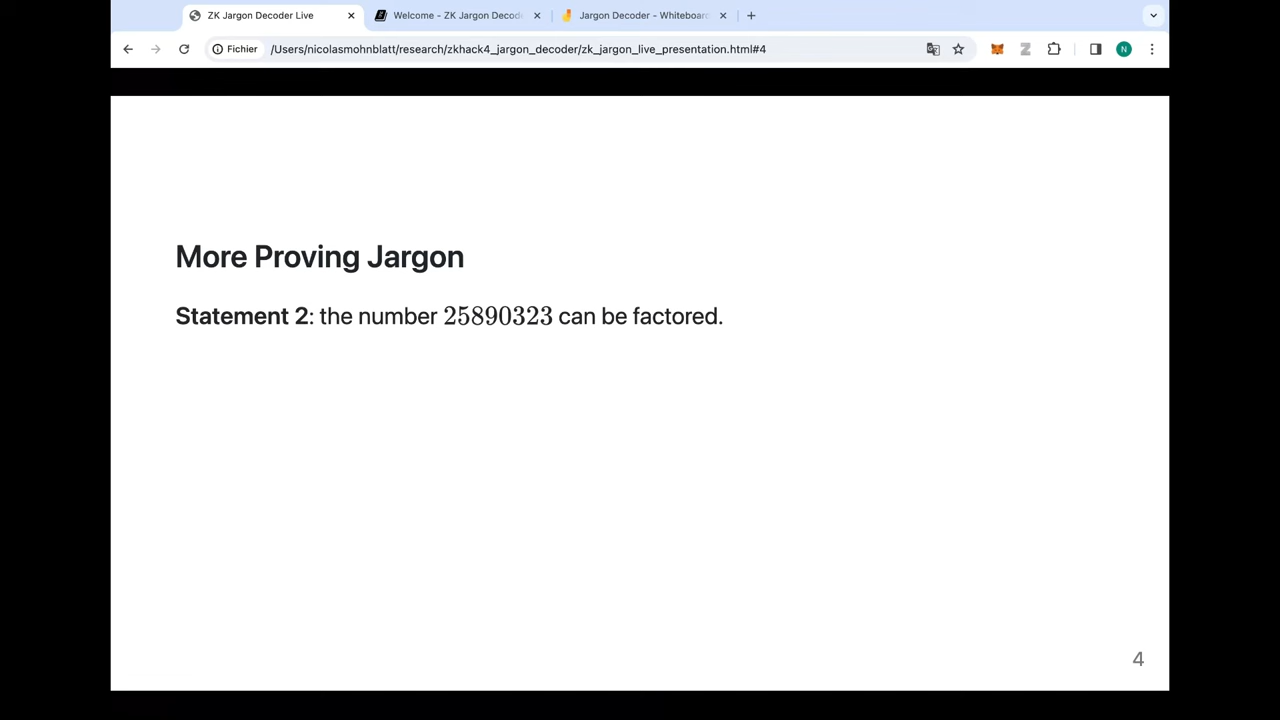 ZK Jargon Decoder Live
Welcome - ZK Jargon Decod
Jargon Decoder - Whiteboard
Fichier
/Users/nicolasmohnblatt/research/zkhack4_jargon_decoder/zk_jargon_live_presentation.html#4
N
More Proving Jargon
Statement 2: the number 25890323 can be factored.
4